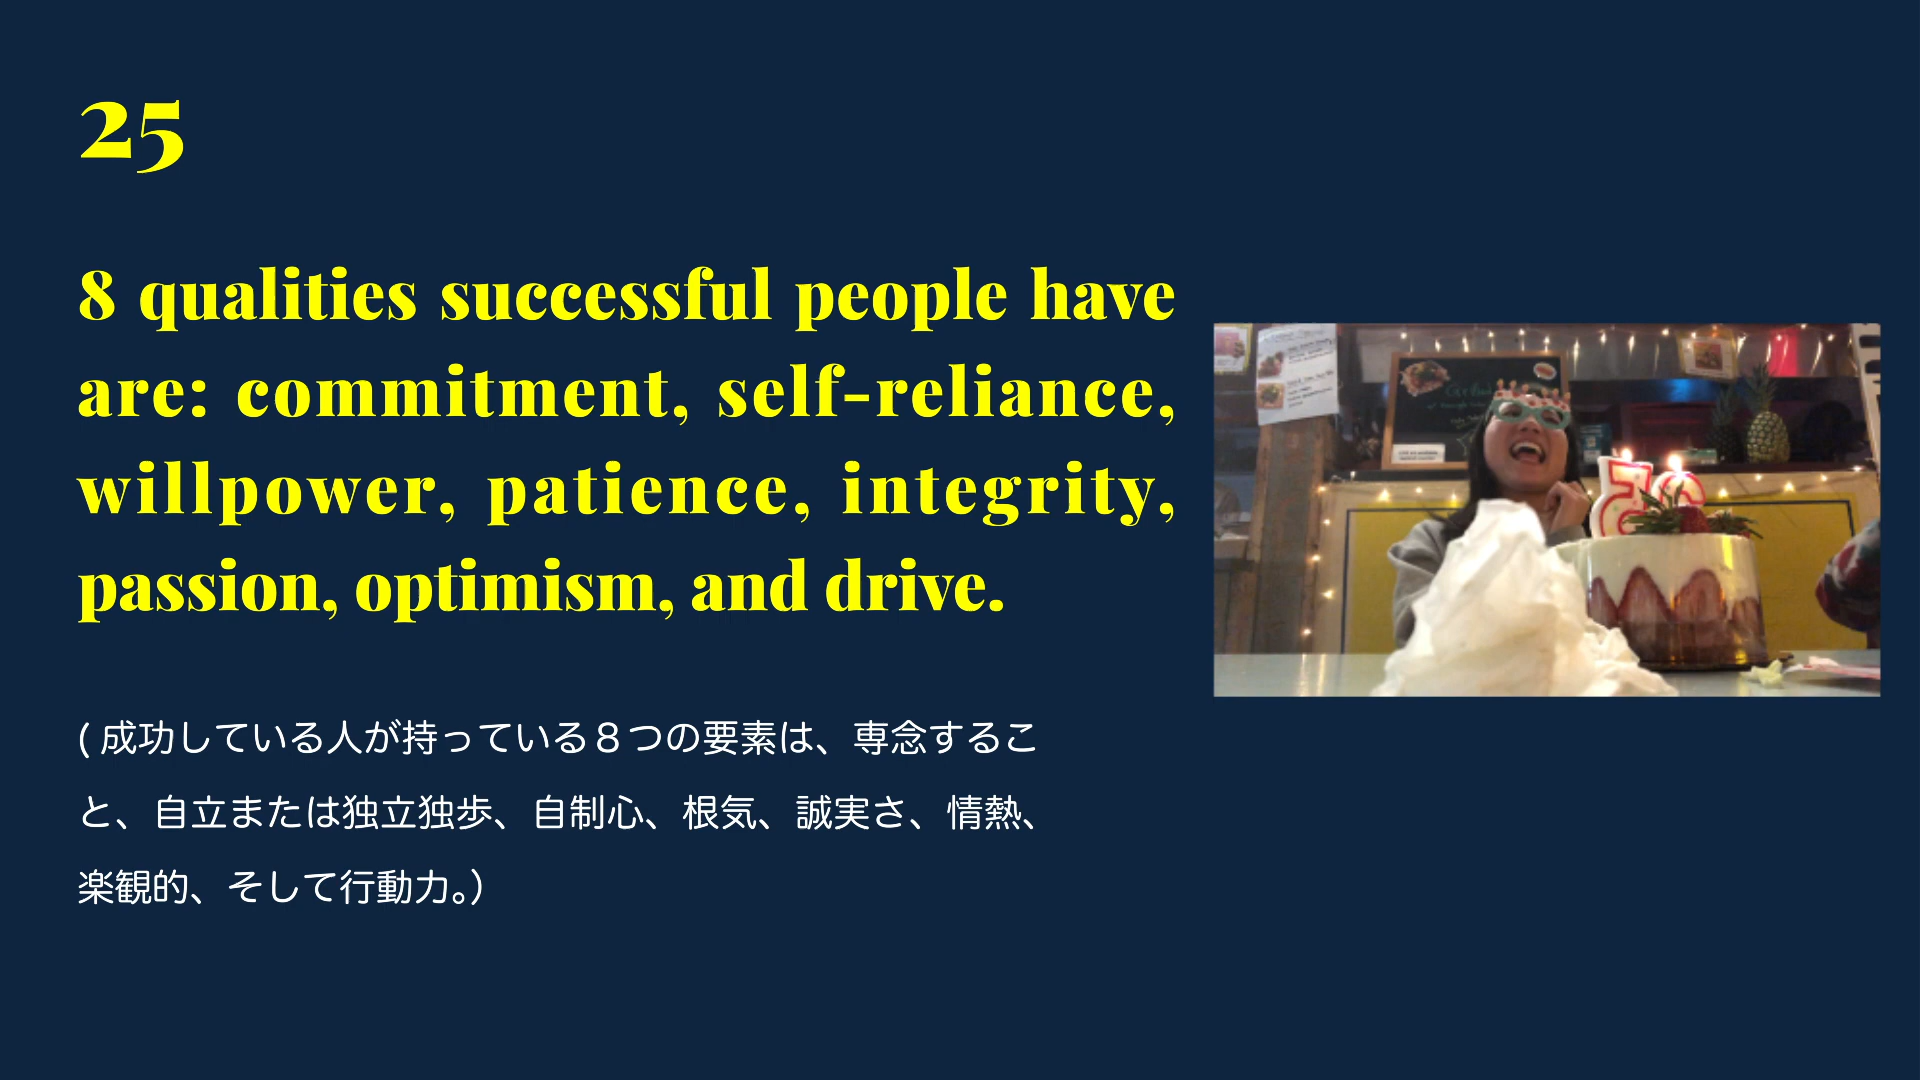 25
8 qualities successful people have
are: commitment, self-reliance,
willpower, patience, integrity,
passion, optimism, and drive.
( 成功している人が持っている８つの要素は、専念するこ
と、自立または独立独歩、自制心、根気、誠実さ、情熱、
楽観的、そして行動力。）